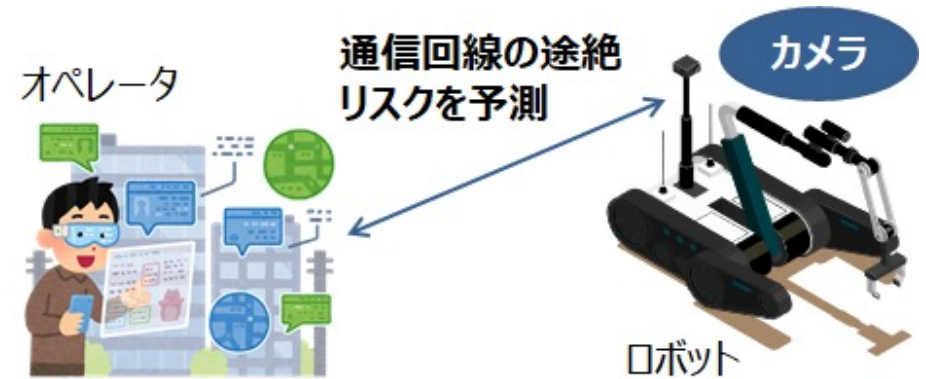 オペレータ
通信回線の途絶
リスクを予測
カメラ
ロボット